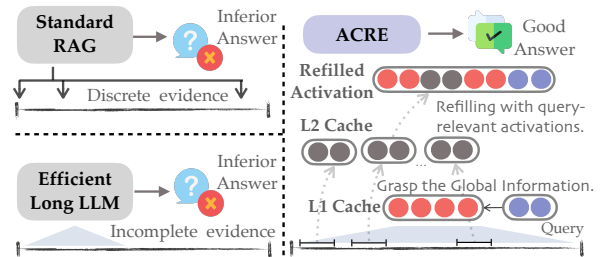 Standard
RAG
Inferior
Answer
Discrete evidence
Efficient
Long LLM
Inferior
Answer
Incomplete evidence
ACRE
Good
Answer
Refilled
Activation
Refilling with query-
relevant activations.
L2 Cache
...
Grasp the Global Information.
L1 Cache
Query